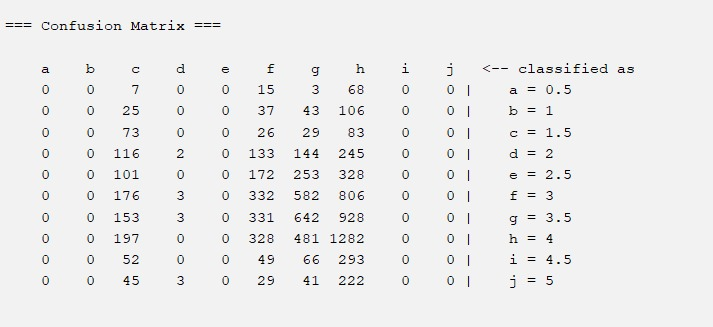 === Confusion Matrix ===
a b c d e f g h i j <-- classified as
0 0 7 0 0 15 3 68 0 0 | a = 0.5
0 0 25 0 0 37 43 106 0 0 | b = 1
0 0 73 0 0 26 29 83 0 0 | c = 1.5
0 0 116 2 0 133 144 245 0 0 | d = 2
0 0 101 0 0 172 253 328 0 0 | e = 2.5
0 0 176 3 0 332 582 806 0 0 | f = 3
0 0 153 3 0 331 642 928 0 0 | g = 3.5
0 0 197 0 0 328 481 1282 0 0 | h = 4
0 0 52 0 0 49 66 293 0 0 | i = 4.5
0 0 45 3 0 29 41 222 0 0 | j = 5